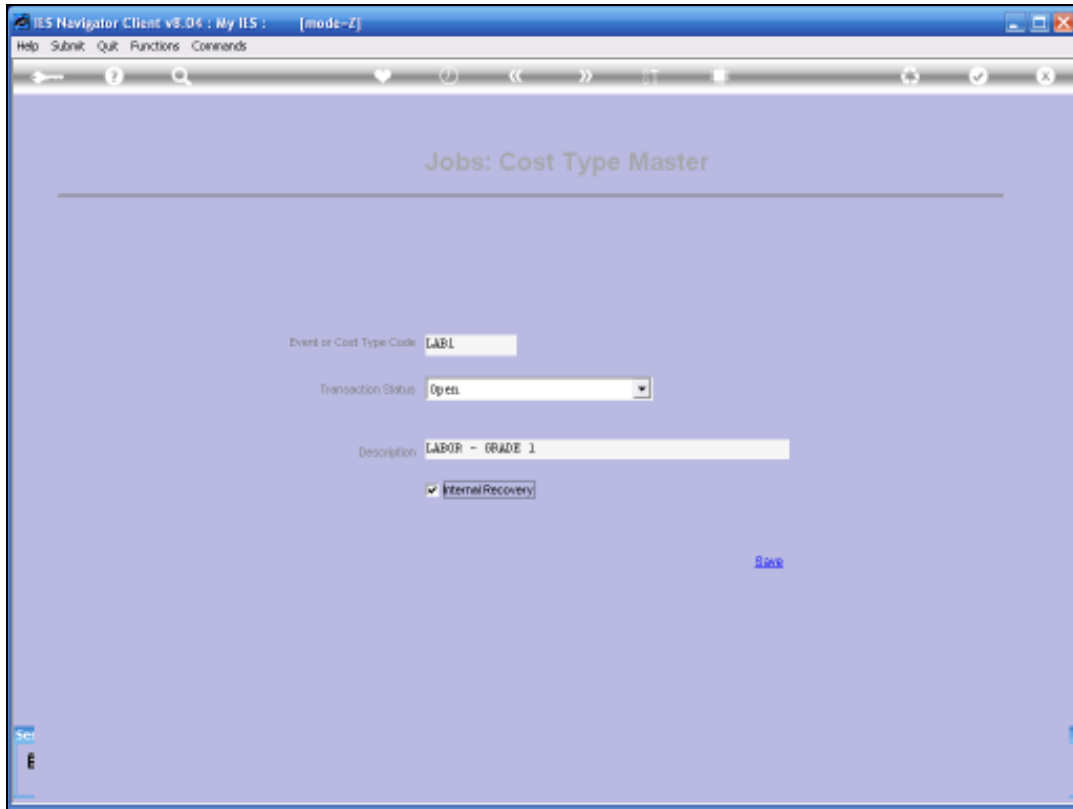 IES Navigator Client v8.04 : My IES : [mode=Z]
Help Submit Quit Functions Commands
Jobs: Cost Type Master
Event or Cost Type Code LAB1
Transaction Status Open
Description LABOR - GRADE 1
Internal Recovery
Save